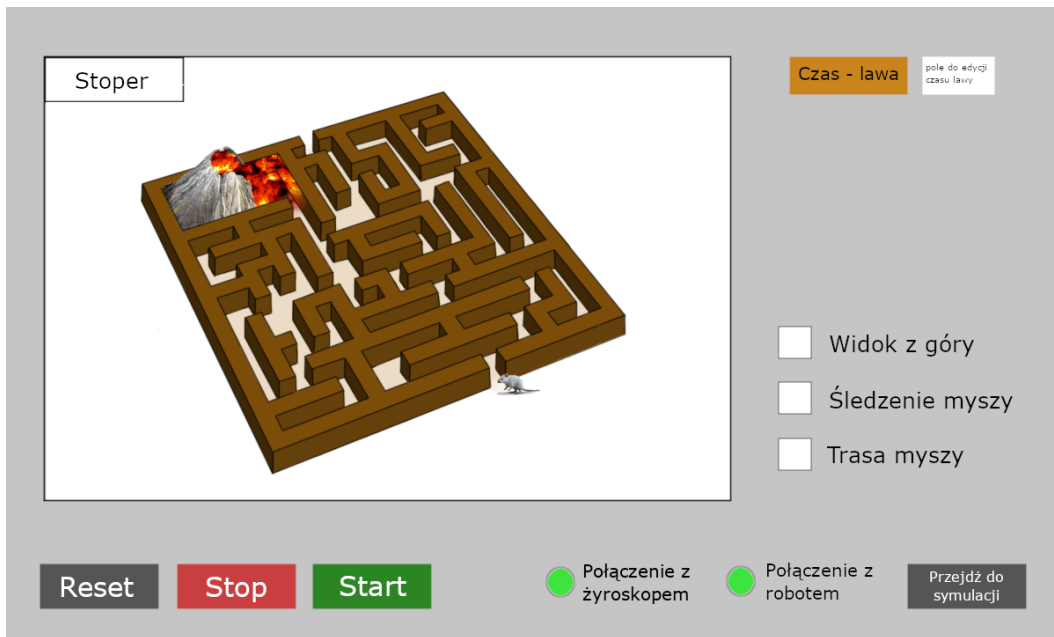 Stoper
Czas - lawa
pole do edycji
czasu lawy
Widok z góry
Śledzenie myszy
Trasa myszy
Reset
Stop
Start
Połączenie z
żyroskopem
Połączenie z
robotem
Przejdź do
symulacji